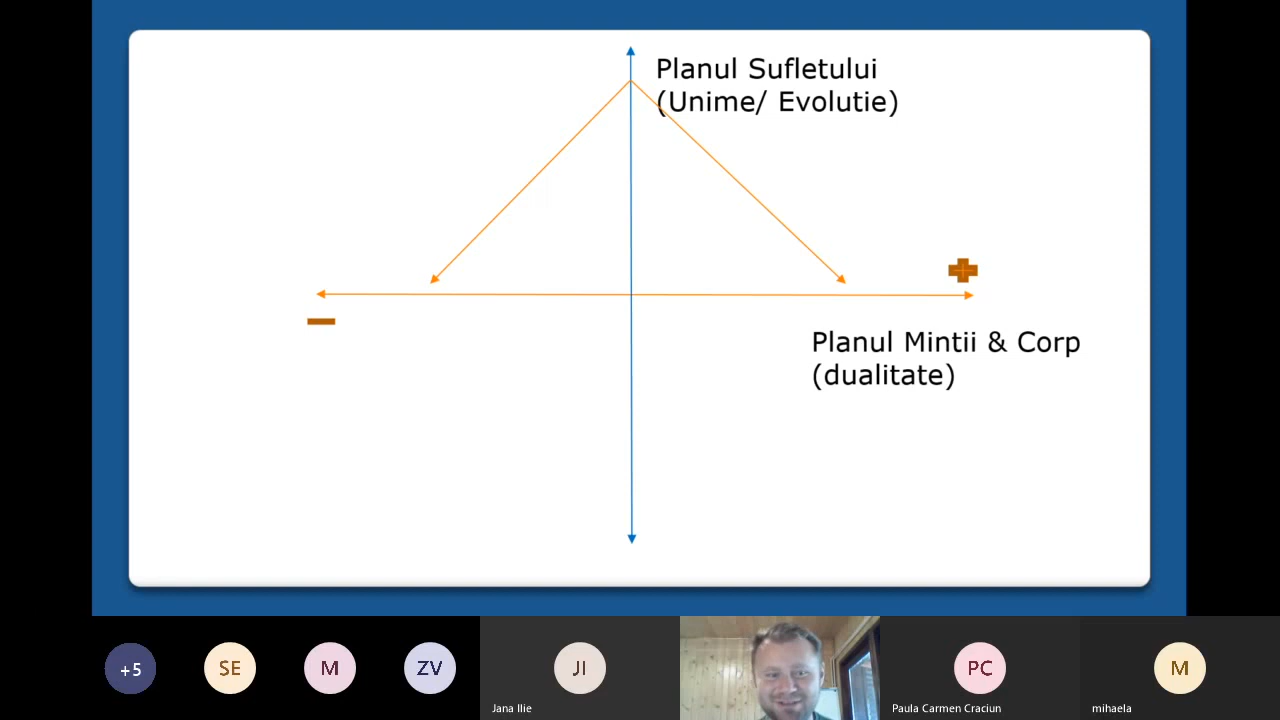 Planul Sufletului
(Unime/ Evolutie)
Planul Mintii & Corp
(dualitate)
+5
SE
M
ZV
JI
Jana Ilie
PC
Paula Carmen Craciun
M
mihaela